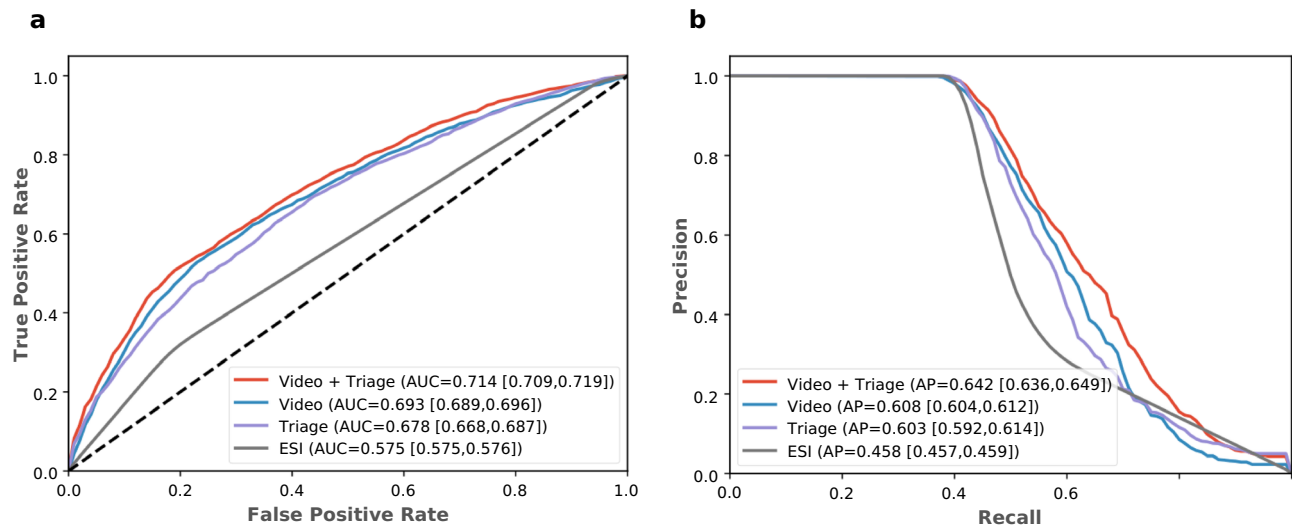 a
True Positive Rate
1.0
0.8
0.6
0.4
0.2
0.0
Video + Triage (AUC=0.714 [0.709,0.719])
Video (AUC=0.693 [0.689,0.696])
Triage (AUC=0.678 [0.668,0.687])
ESI (AUC=0.575 [0.575,0.576])
0.0 0.2 0.4 0.6 0.8 1.0
False Positive Rate
b
Precision
1.0
0.8
0.6
0.4
0.2
0.0
Video + Triage (AP=0.642 [0.636,0.649])
Video (AP=0.608 [0.604,0.612])
Triage (AP=0.603 [0.592,0.614])
ESI (AP=0.458 [0.457,0.459])
0.0 0.2 0.4 0.6
Recall